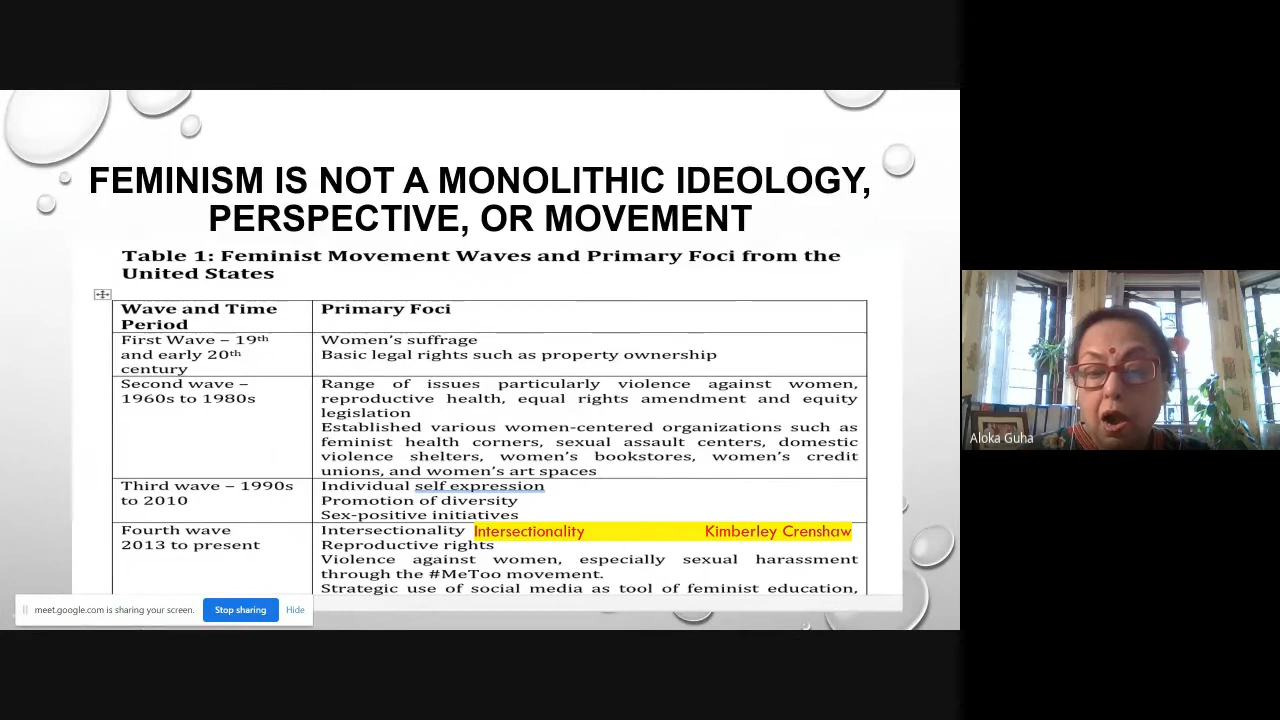 FEMINISM IS NOT A MONOLITHIC IDEOLOGY,
PERSPECTIVE, OR MOVEMENT
Table 1: Feminist Movement Waves and Primary Foci from the
United States
Wave and Time
Period
Primary Foci
First Wave – 19th
and early 20th
century
Women's suffrage
Basic legal rights such as property ownership
Second wave –
1960s to 1980s
Range of issues particularly violence against women,
reproductive health, equal rights amendment and equity
legislation
Established various women-centered organizations such as
feminist health corners, sexual assault centers, domestic
violence shelters, women's bookstores, women's credit
unions, and women's art spaces
Third wave – 1990s
to 2010
Individual self expression
Promotion of diversity
Sex-positive initiatives
Fourth wave
2013 to present
Intersectionality Intersectionality Kimberley Crenshaw
Reproductive rights
Violence against women, especially sexual harassment
through the #MeToo movement.
Strategic use of social media as tool of feminist education,
meet.google.com is sharing your screen.
Stop sharing
Hide
Aloka Guha